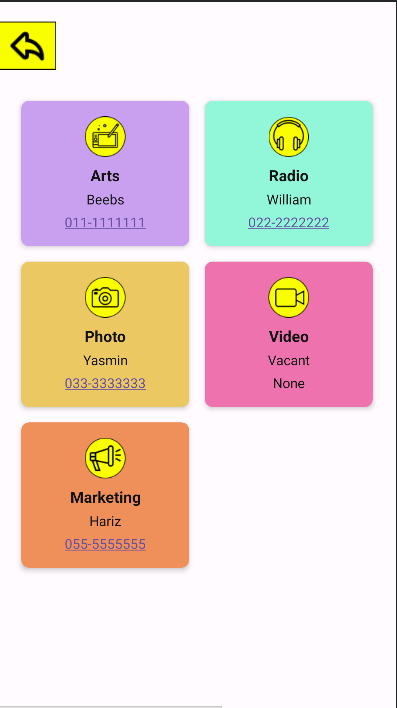 Arts
Beebs
011-1111111
Radio
William
022-2222222
Photo
Yasmin
033-3333333
Video
Vacant
None
Marketing
Hariz
055-5555555